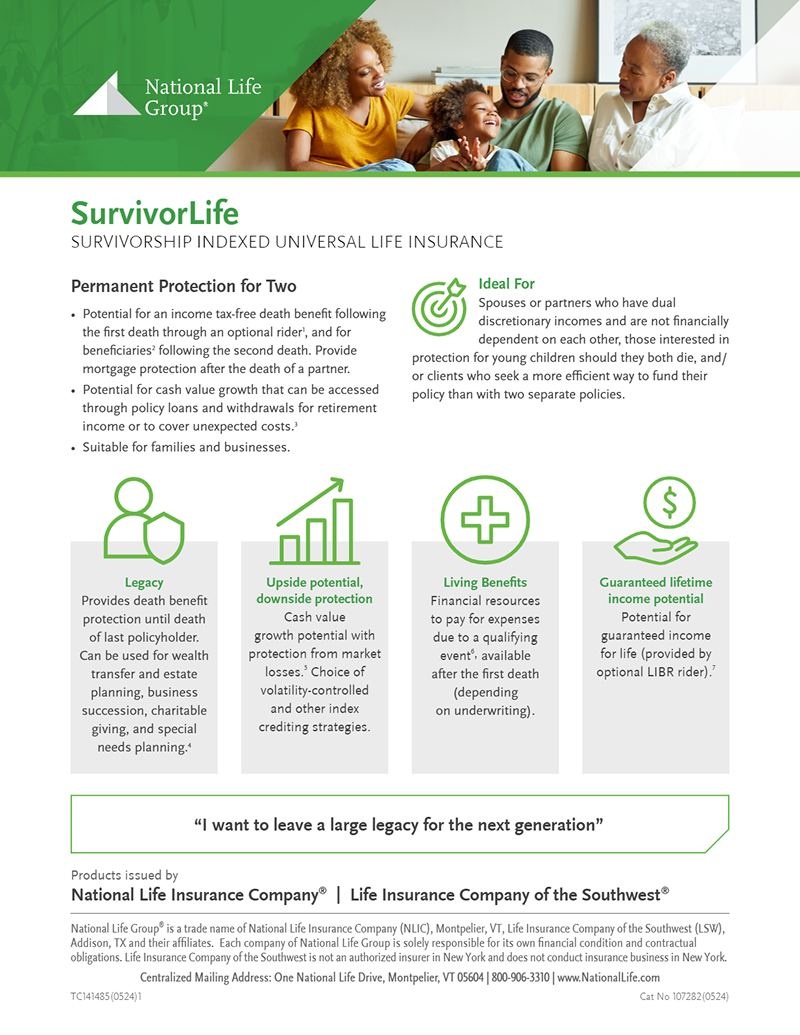 National Life
Group®
SurvivorLife
SURVIVORSHIP INDEXED UNIVERSAL LIFE INSURANCE
Permanent Protection for Two
• Potential for an income tax-free death benefit following
the first death through an optional rider¹, and for
beneficiaries² following the second death. Provide
mortgage protection after the death of a partner.
• Potential for cash value growth that can be accessed
through policy loans and withdrawals for retirement
income or to cover unexpected costs.³
• Suitable for families and businesses.
Ideal For
Spouses or partners who have dual
discretionary incomes and are not financially
dependent on each other, those interested in
protection for young children should they both die, and/
or clients who seek a more efficient way to fund their
policy than with two separate policies.
Legacy
Provides death benefit
protection until death
of last policyholder.
Can be used for wealth
transfer and estate
planning, business
succession, charitable
giving, and special
needs planning.⁴
Upside potential,
downside protection
Cash value
growth potential with
protection from market
losses.⁵ Choice of
volatility-controlled
and other index
crediting strategies.
Living Benefits
Financial resources
to pay for expenses
due to a qualifying
event⁶, available
after the first death
(depending
on underwriting).
$
Guaranteed lifetime
income potential
Potential for
guaranteed income
for life (provided by
optional LIBR rider).⁷
“I want to leave a large legacy for the next generation”
Products issued by
National Life Insurance Company® | Life Insurance Company of the Southwest®
National Life Group® is a trade name of National Life Insurance Company (NLIC), Montpelier, VT, Life Insurance Company of the Southwest (LSW),
Addison, TX and their affiliates. Each company of National Life Group is solely responsible for its own financial condition and contractual
obligations. Life Insurance Company of the Southwest is not an authorized insurer in New York and does not conduct insurance business in New York.
Centralized Mailing Address: One National Life Drive, Montpelier, VT 05604 | 800-906-3310 | www.NationalLife.com
TC141485(0524)1
Cat No 107282(0524)